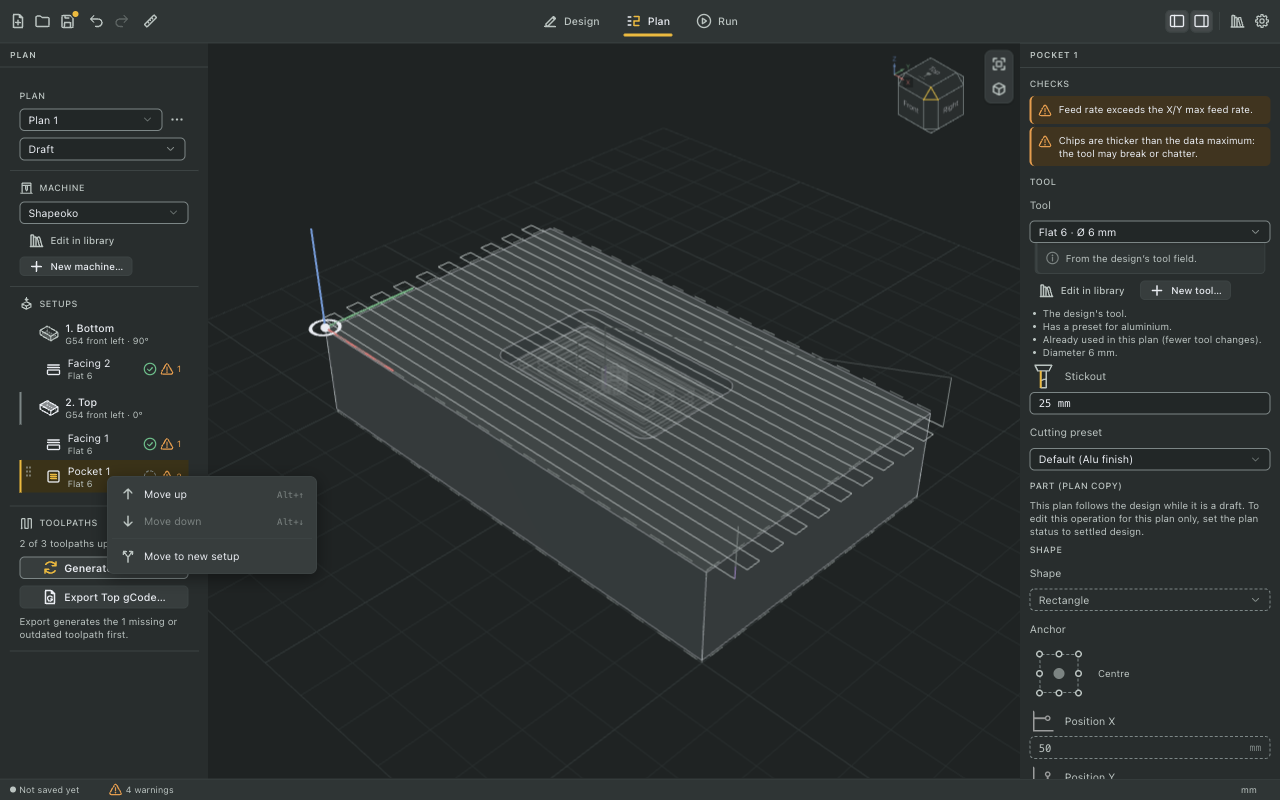 Design
Plan
Run
PLAN
PLAN
Plan 1
Draft
MACHINE
Shapeoko
Edit in library
New machine...
SETUPS
1. Bottom
G54 front left · 90°
Facing 2
Flat 6
1
2. Top
G54 front left · 0°
Facing 1
Flat 6
1
Pocket 1
Flat 6
Move up
Alt+↑
Move down
Alt+↓
Move to new setup
TOOLPATHS
2 of 3 toolpaths
Export Top gCode...
Export generates the 1 missing or
outdated toolpath first.
Top
Front
Right
POCKET 1
CHECKS
Feed rate exceeds the X/Y max feed rate.
Chips are thicker than the data maximum:
the tool may break or chatter.
TOOL
Tool
Flat 6 · Ø 6 mm
From the design's tool field.
Edit in library
New tool...
• The design's tool.
• Has a preset for aluminium.
• Already used in this plan (fewer tool changes).
• Diameter 6 mm.
Stickout
25 mm
Cutting preset
Default (Alu finish)
PART (PLAN COPY)
This plan follows the design while it is a draft. To
edit this operation for this plan only, set the plan
status to settled design.
SHAPE
Shape
Rectangle
Anchor
Centre
Position X
50 mm
Position Y
Not saved yet
4 warnings
mm